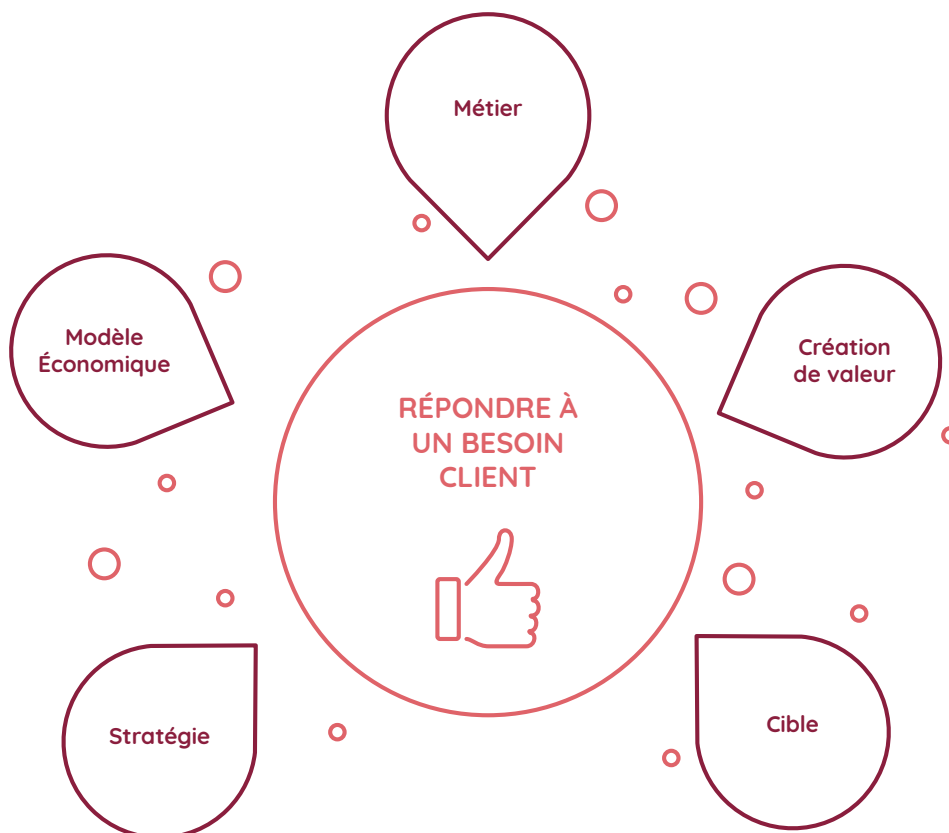 Métier
Modèle
Économique
Création
de valeur
RÉPONDRE À
UN BESOIN
CLIENT
Stratégie
Cible